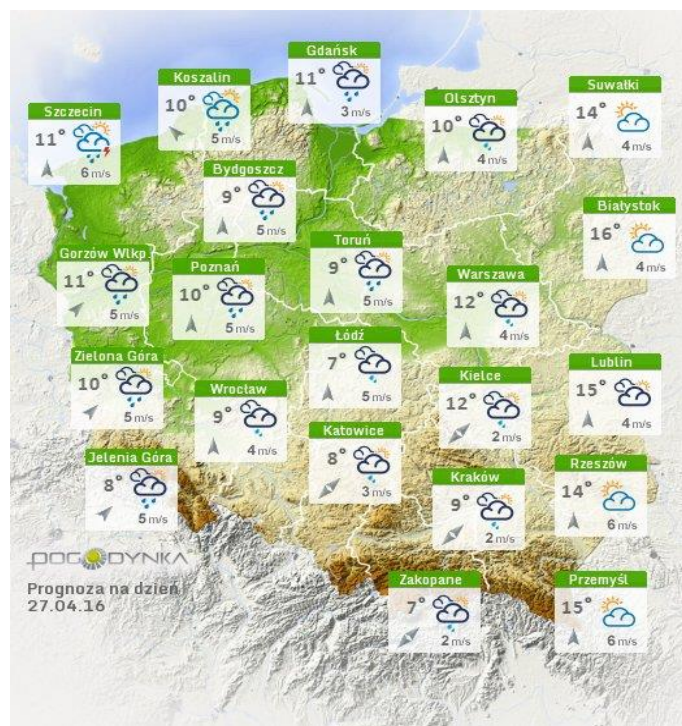 Gdańsk
11°
3 m/s
Koszalin
10°
5 m/s
Suwałki
14°
4 m/s
Olsztyn
10°
4 m/s
Szczecin
11°
6 m/s
Bydgoszcz
9°
5 m/s
Białystok
16°
4 m/s
Toruń
9°
5 m/s
Gorzów Wlkp
11°
5 m/s
Poznań
10°
5 m/s
Warszawa
12°
4 m/s
Łódź
7°
5 m/s
Zielona Góra
10°
5 m/s
Lublin
15°
4 m/s
Kielce
12°
2 m/s
Wrocław
9°
4 m/s
Katowice
8°
3 m/s
Jelenia Góra
8°
5 m/s
Rzeszów
14°
6 m/s
Kraków
9°
2 m/s
POGODYNKA
Prognoza na dzień
27.04.16
Zakopane
7°
2 m/s
Przemyśl
15°
6 m/s